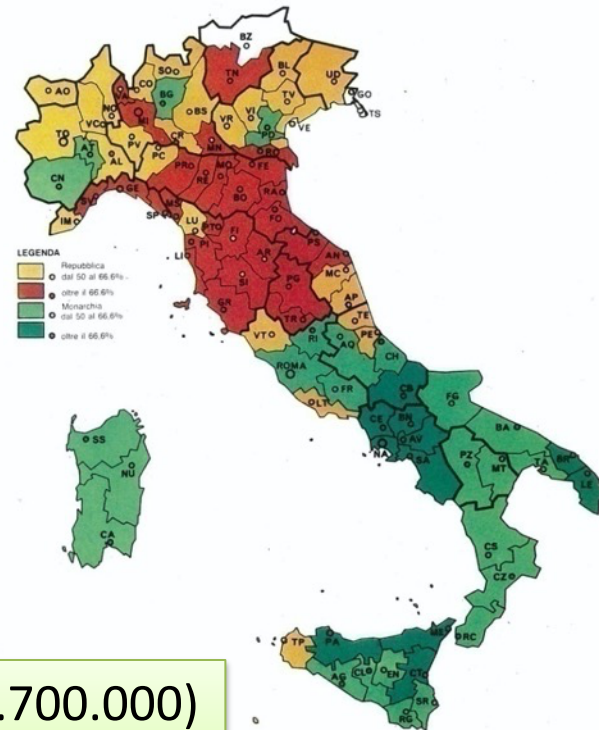 BZ
SO
BL
UD
TN
AO
VA
CO
BG
TV
GO
NO
MI
BS
VI
VR
PD
TS
VE
VC
TO
PV
CR
MN
RO
AT
AL
PC
FE
CN
GE
PR
RE
MO
BO
RA
SV
MS
SP
FO
IM
LU
PT
FI
PS
PI
LI
AR
AN
MC
SI
PG
AP
GR
TR
TE
VT
RI
AQ
PE
CH
ROMA
FR
CB
FG
LT
CE
BN
BA
AV
NA
SA
PZ
MT
TA
BR
LE
LEGENDA
Repubblica
dal 50 al 66.6%
oltre il 66.6%
Monarchia
dal 50 al 66,6%
oltre il 66,6%
SS
NU
CA
CS
CZ
RC
TP
PA
ME
AG
CL
EN
CT
SR
RG
.700.000)